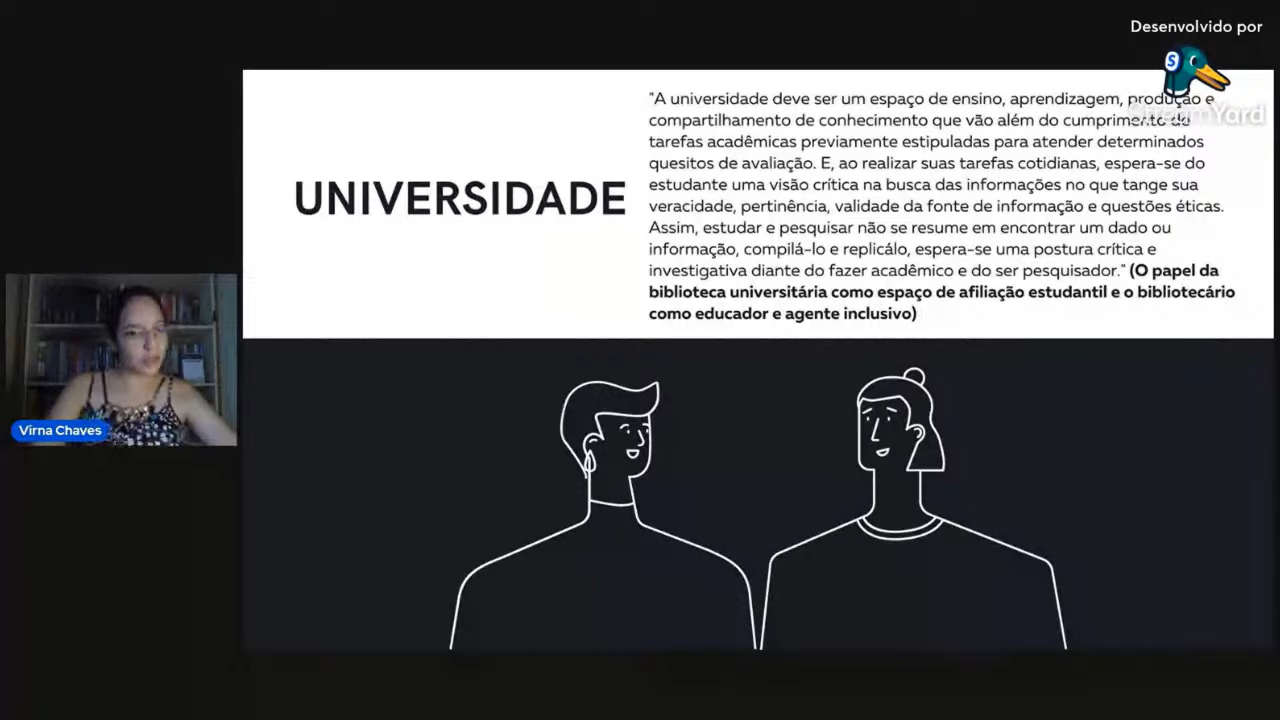 Desenvolvido por
StreamYard
"A universidade deve ser um espaço de ensino, aprendizagem, produção e
compartilhamento de conhecimento que vão além do cumprimento de
tarefas acadêmicas previamente estipuladas para atender determinados
quesitos de avaliação. E, ao realizar suas tarefas cotidianas, espera-se do
estudante uma visão crítica na busca das informações no que tange sua
veracidade, pertinência, validade da fonte de informação e questões éticas.
Assim, estudar e pesquisar não se resume em encontrar um dado ou
informação, compilá-lo e replicálo, espera-se uma postura crítica e
investigativa diante do fazer acadêmico e do ser pesquisador." (O papel da
biblioteca universitária como espaço de afiliação estudantil e o bibliotecário
como educador e agente inclusivo)
UNIVERSIDADE
Virna Chaves